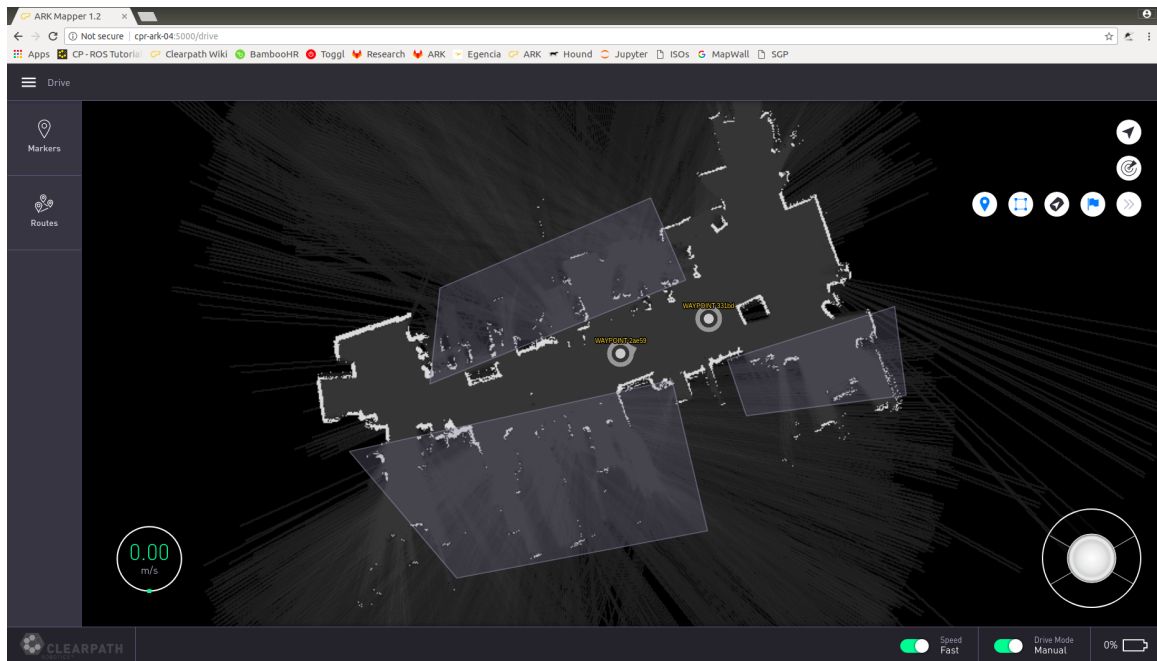 ARK Mapper 1.2
Not secure | cpr-ark-04:5000/drive
Apps CP-ROS Tutorial Clearpath Wiki BambooHR Toggl Research ARK Egencia ARK Hound Jupyter ISOs MapWall SGP
Drive
Markers
Routes
WAYPOINT 331bd
WAYPOINT 2ae59
0.00
m/s
CLEARPATH
Speed
Fast
Drive Mode
Manual
0%